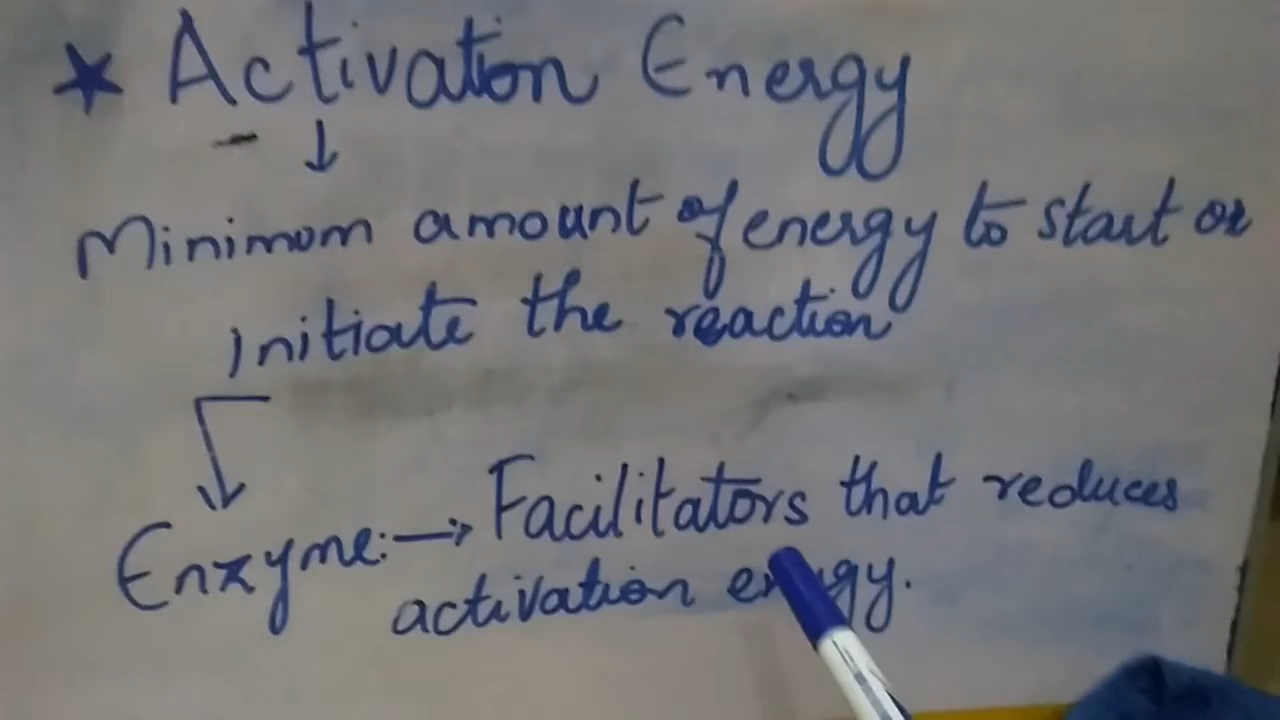 ★ Activation Energy
↓
Minimum amount of energy to start or
initiate the reaction
Enzyme:→ Facilitators that reduces
activation energy.